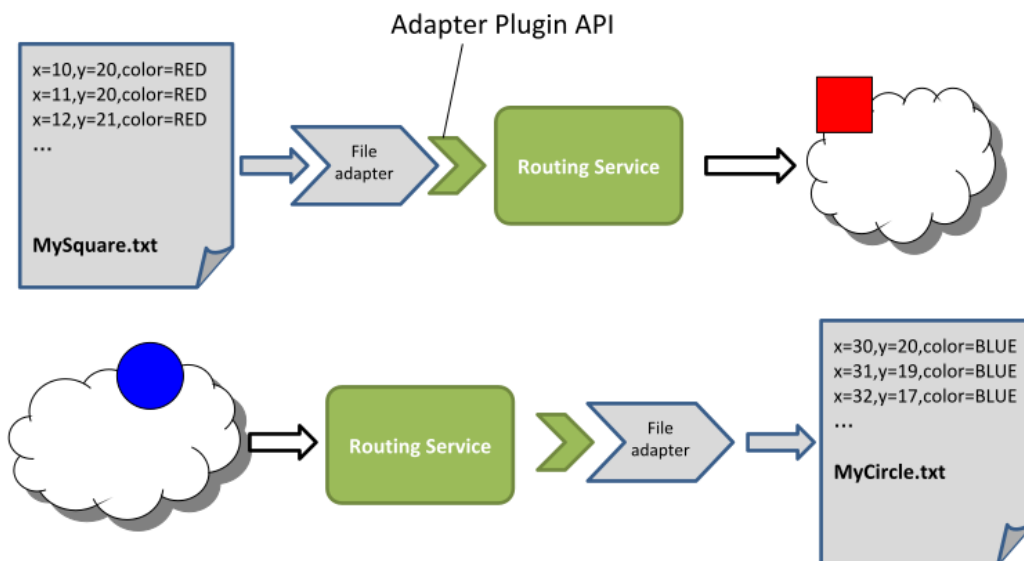 Adapter Plugin API
x=10,y=20,color=RED
x=11,y=20,color=RED
x=12,y=21,color=RED
...
MySquare.txt
File
adapter
Routing Service
Routing Service
File
adapter
x=30,y=20,color=BLUE
x=31,y=19,color=BLUE
x=32,y=17,color=BLUE
...
MyCircle.txt